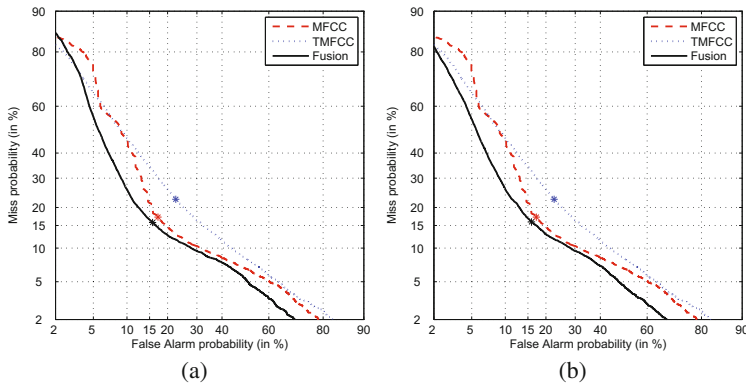 MFCC
TMFCC
Fusion
90
80
60
40
30
20
15
10
5
2
Miss probability (in %)
2 5 10 15 20 30 40 60 80 90
False Alarm probability (in %)
(a)
MFCC
TMFCC
Fusion
90
80
60
40
30
20
15
10
5
2
Miss probability (in %)
2 5 10 15 20 30 40 60 80 90
False Alarm probability (in %)
(b)